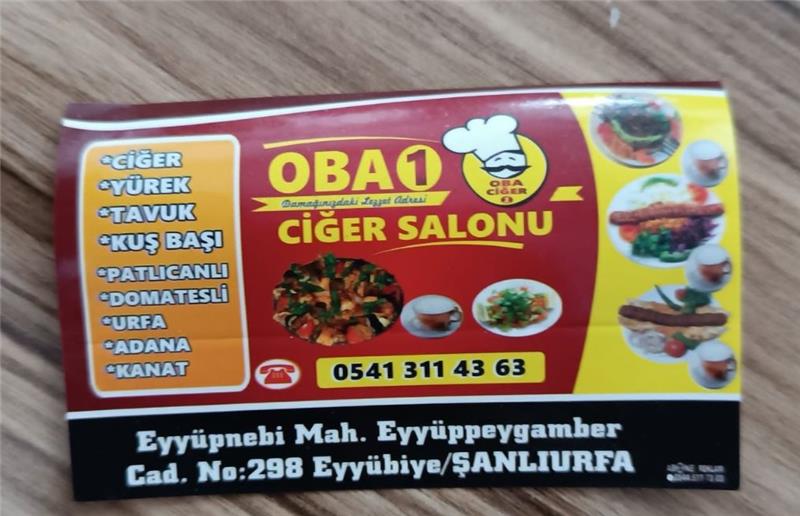 *CİĞER
*YÜREK
*TAVUK
*KUŞ BAŞI
*PATLICANLI
*DOMATESLİ
*URFA
*ADANA
*KANAT
OBA 1
Damağınızdaki Lezzet Adresi
CİĞER SALONU
OBA
CİĞER
0541 311 43 63
Eyyüpnebi Mah. Eyyüppeygamber
Cad. No:298 Eyyübiye/ŞANLIURFA